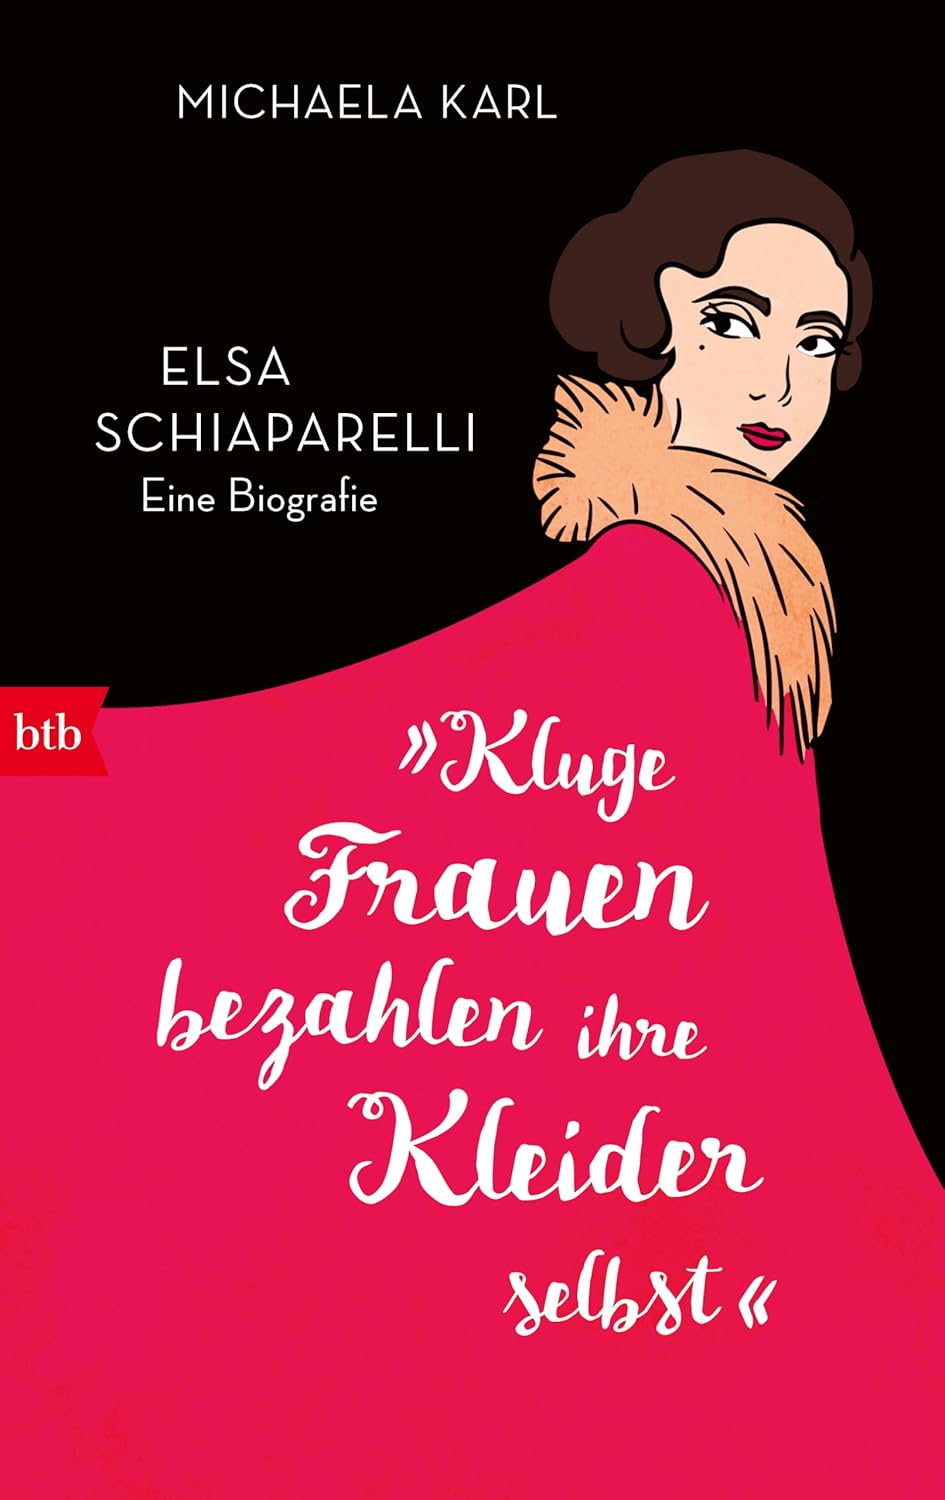 MICHAELA KARL
ELSA
SCHIAPARELLI
Eine Biografie
btb
»Kluge
Frauen
bezahlen ihre
Kleider
selbst«